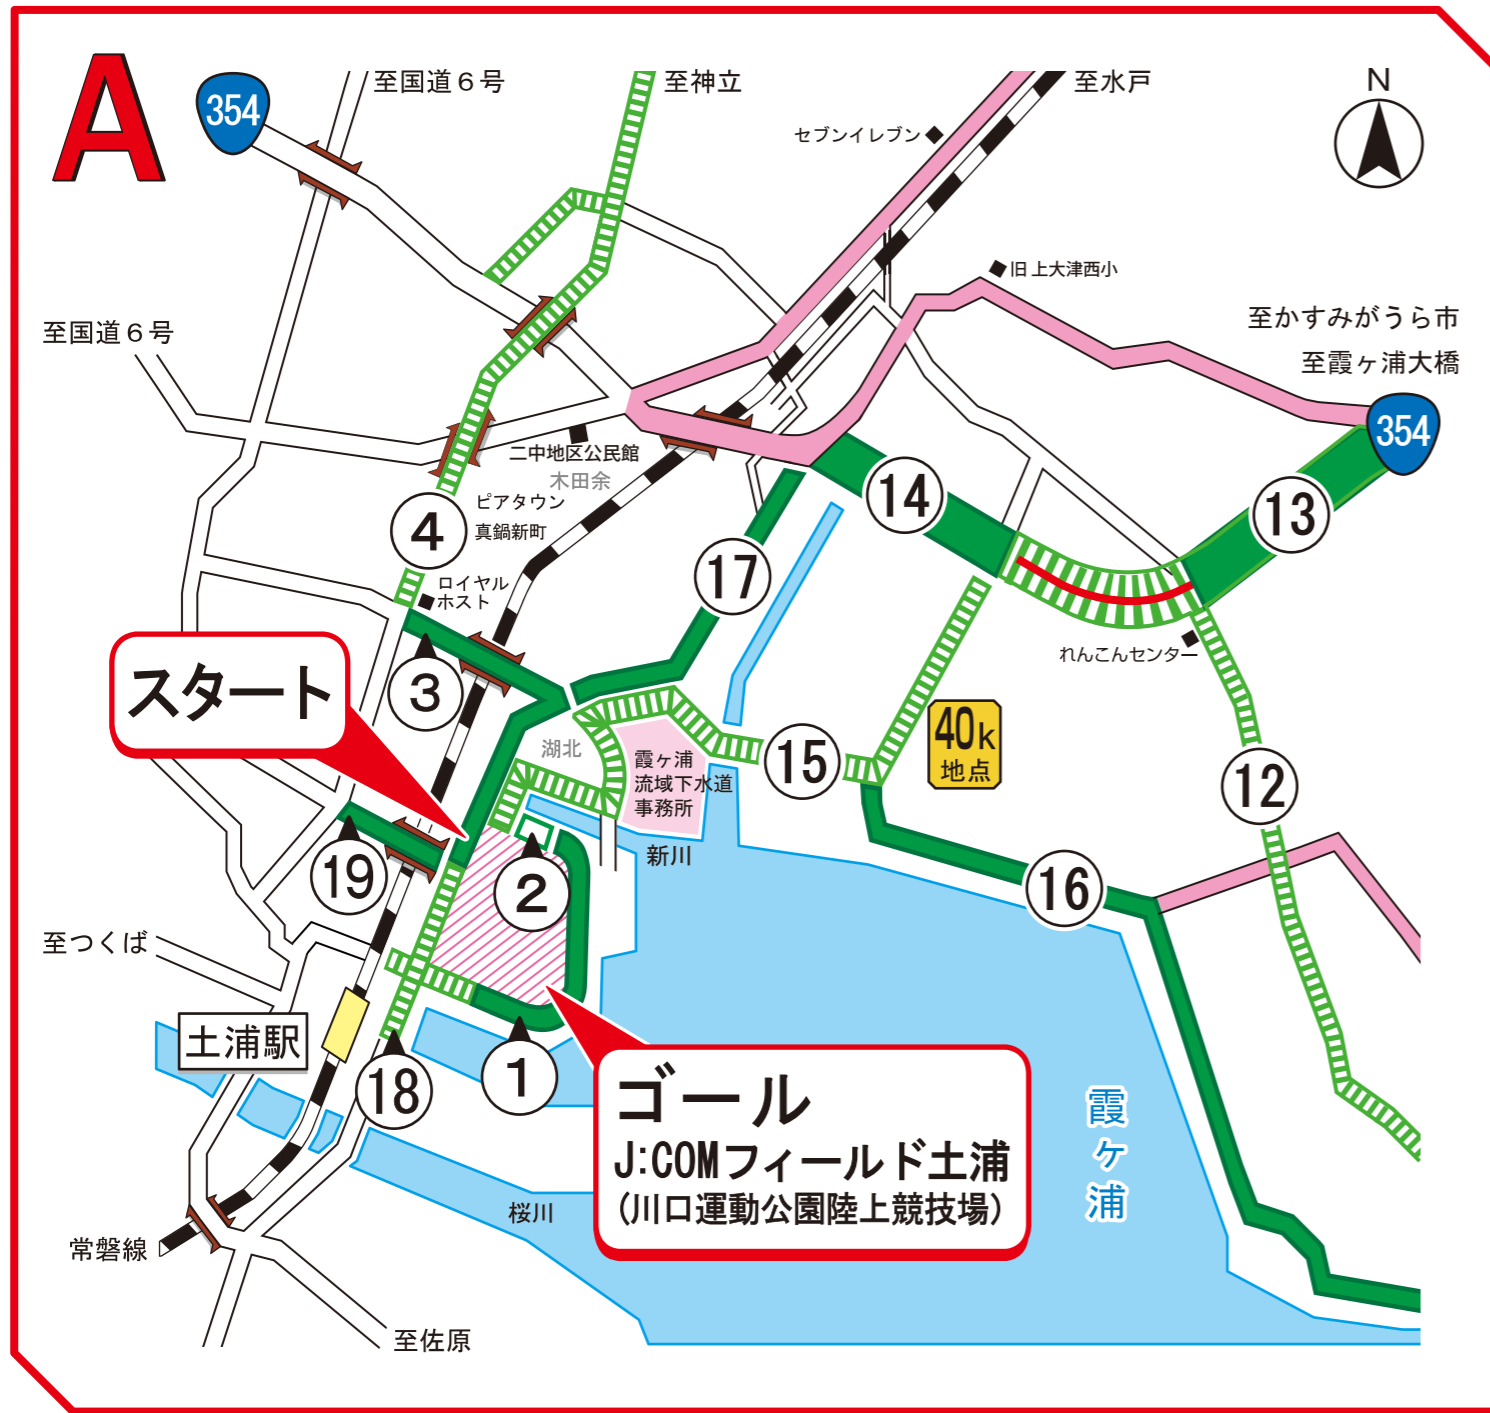 A
354
至国道６号
至神立
至水戸
N
セブンイレブン
旧 上大津西小
至かすみがうら市
至霞ヶ浦大橋
至国道６号
354
二中地区公民館
木田余
ピアタウン
真鍋新町
4
14
13
17
ロイヤル
ホスト
れんこんセンター
スタート
3
湖北
霞ヶ浦
流域下水道
事務所
15
40k
地点
12
新川
19
2
16
至つくば
土浦駅
18
1
ゴール
J:COMフィールド土浦
(川口運動公園陸上競技場)
霞ヶ浦
桜川
常磐線
至佐原